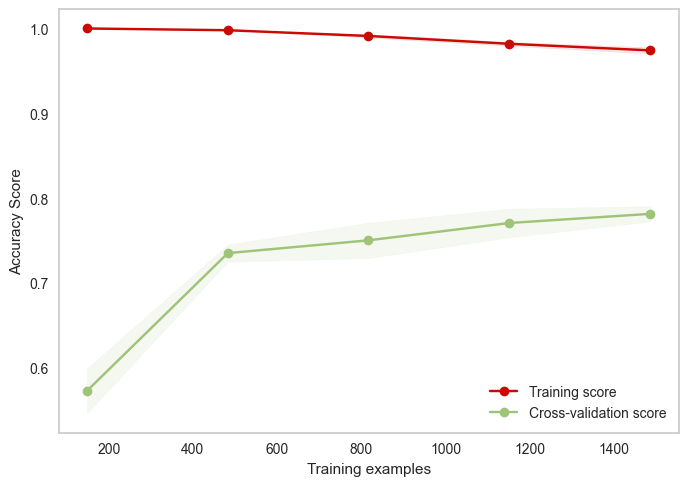 1.0
0.9
0.8
0.7
0.6
Accuracy Score
Training score
Cross-validation score
200 400 600 800 1000 1200 1400
Training examples